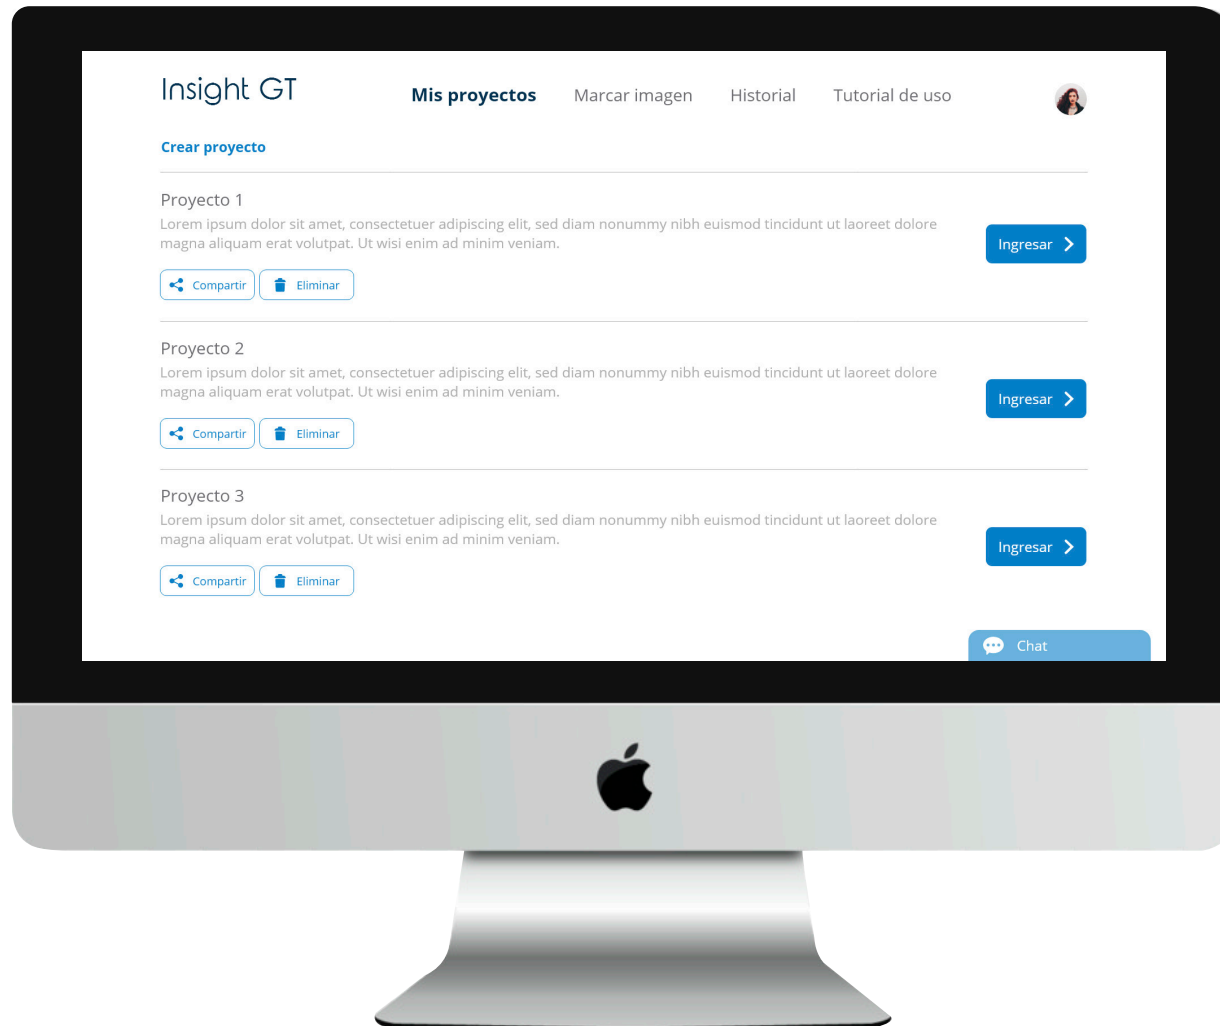 Insight GT
Mis proyectos Marcar imagen Historial Tutorial de uso
Crear proyecto
Proyecto 1
Lorem ipsum dolor sit amet, consectetuer adipiscing elit, sed diam nonummy nibh euismod tincidunt ut laoreet dolore
magna aliquam erat volutpat. Ut wisi enim ad minim veniam.
Ingresar
Compartir Eliminar
Proyecto 2
Lorem ipsum dolor sit amet, consectetuer adipiscing elit, sed diam nonummy nibh euismod tincidunt ut laoreet dolore
magna aliquam erat volutpat. Ut wisi enim ad minim veniam.
Ingresar
Compartir Eliminar
Proyecto 3
Lorem ipsum dolor sit amet, consectetuer adipiscing elit, sed diam nonummy nibh euismod tincidunt ut laoreet dolore
magna aliquam erat volutpat. Ut wisi enim ad minim veniam.
Ingresar
Compartir Eliminar
Chat